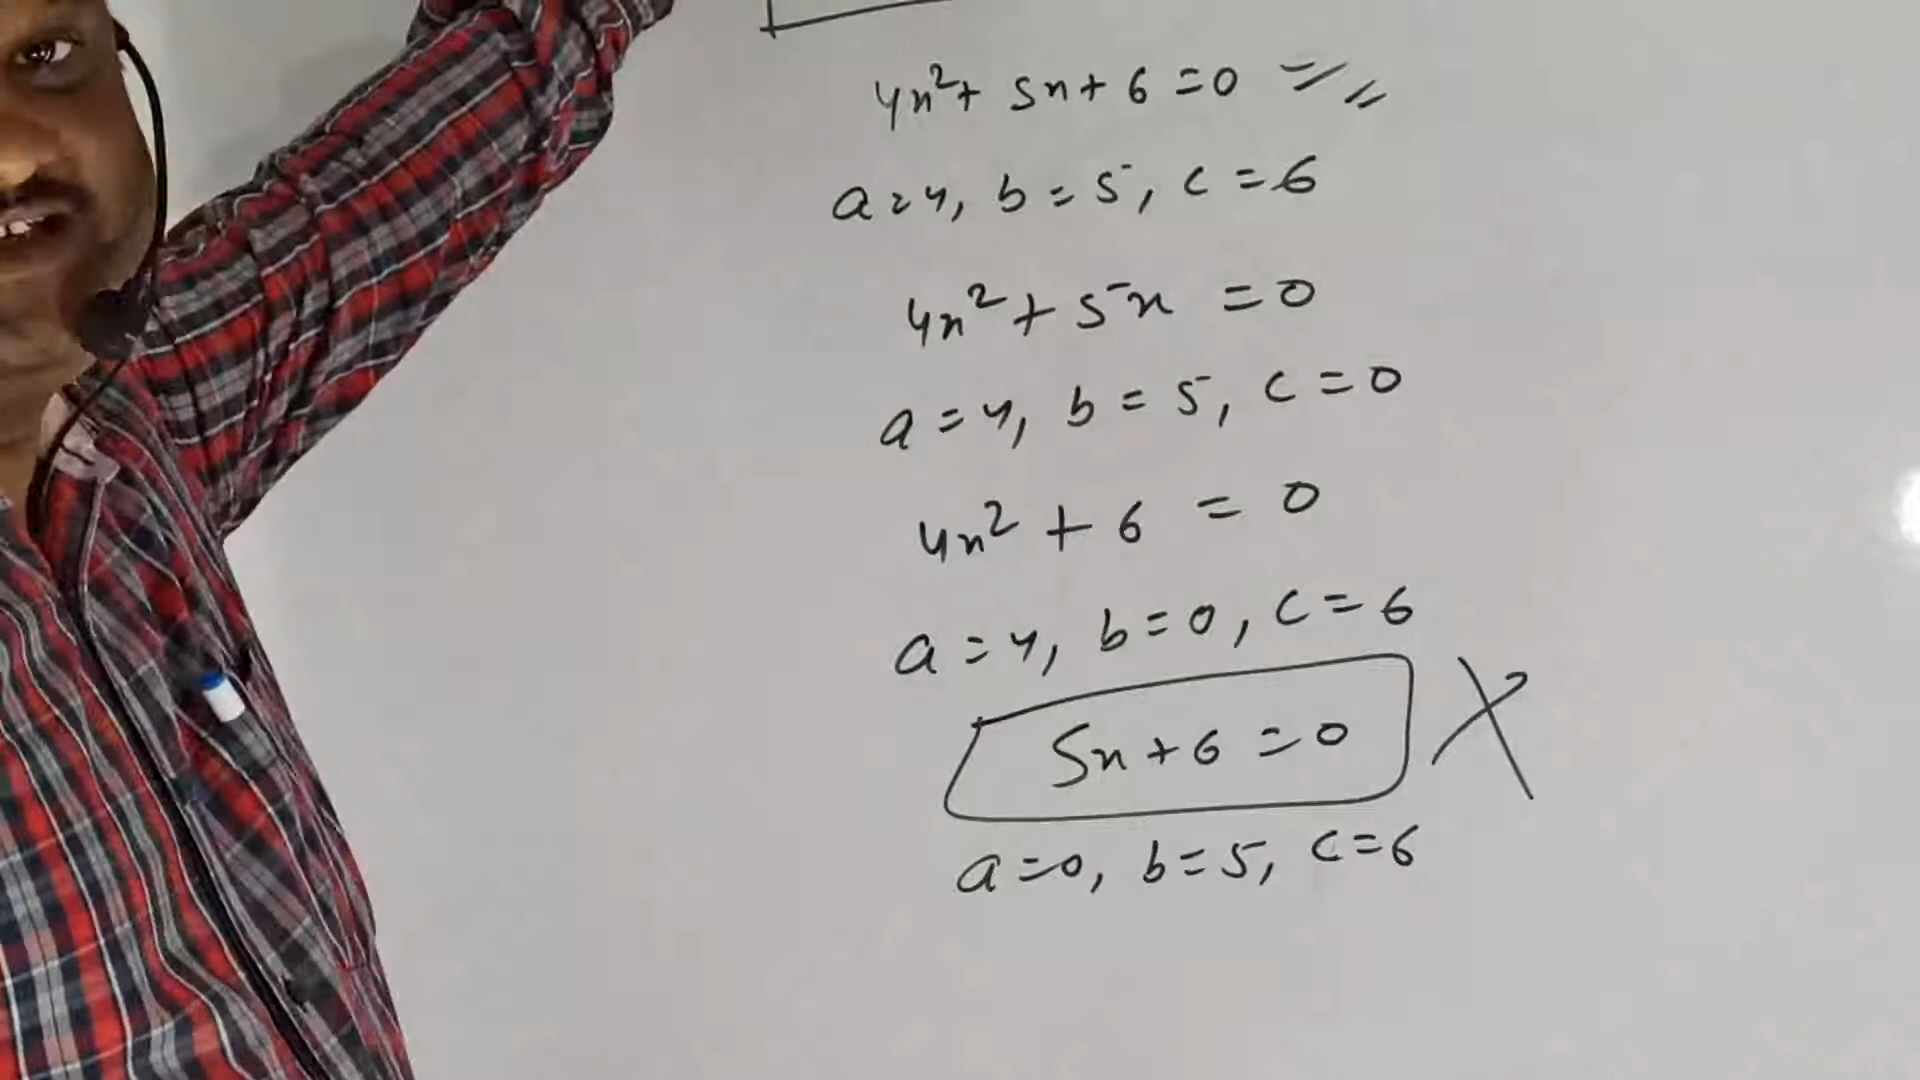 4x²+ 5x+ 6 =0
a=4, b=5, c=6
4x²+5x =0
a=4, b=5, c=0
4x² + 6 = 0
a=4, b=0, c=6
5x+6=0 X
a=0, b=5, c=6